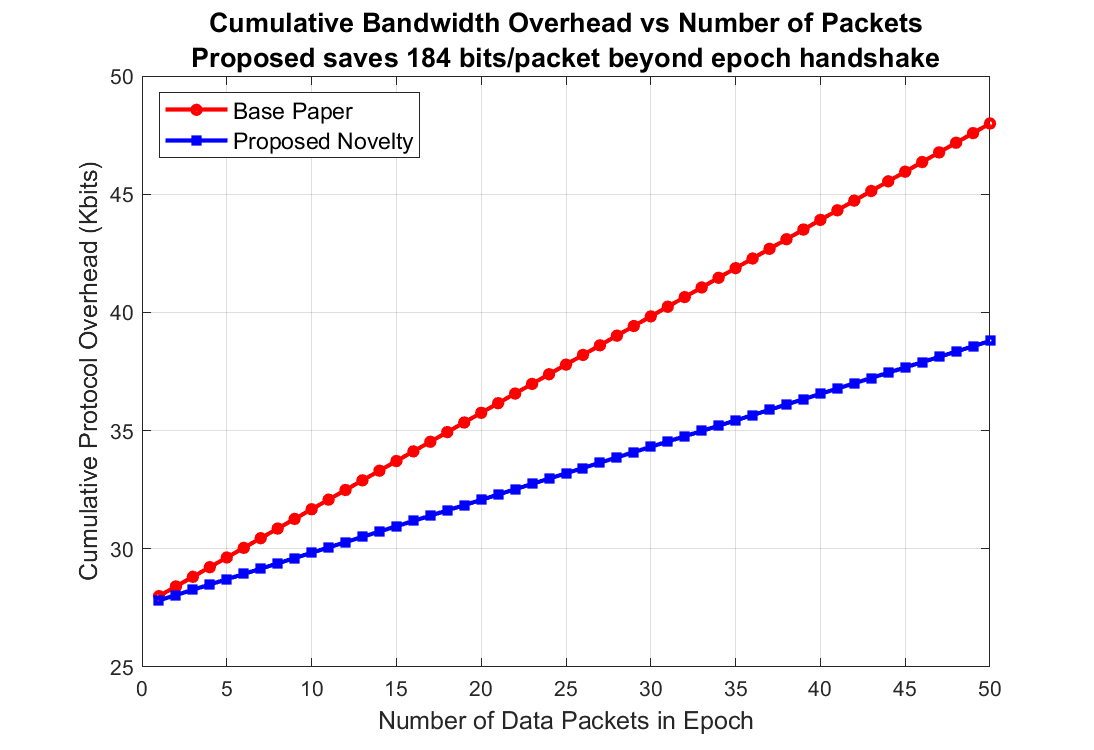 Cumulative Bandwidth Overhead vs Number of Packets
Proposed saves 184 bits/packet beyond epoch handshake
Base Paper
Proposed Novelty
Cumulative Protocol Overhead (Kbits)
50
45
40
35
30
25
0 5 10 15 20 25 30 35 40 45 50
Number of Data Packets in Epoch